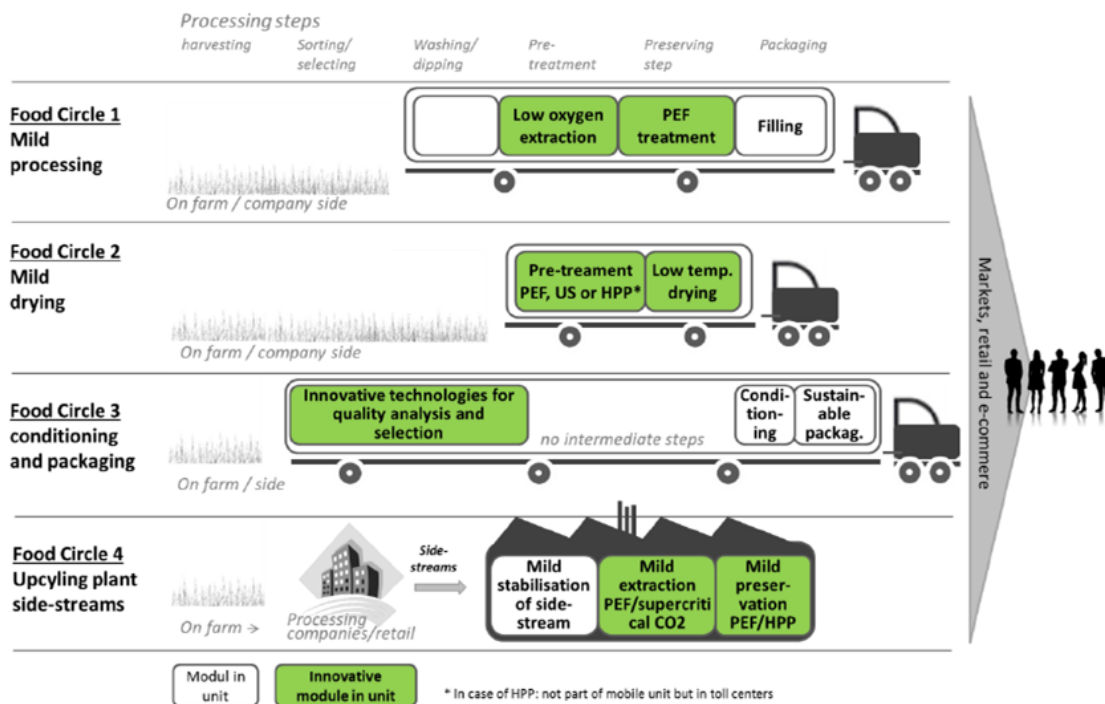 Processing steps
harvesting
Sorting/
selecting
Washing/
dipping
Pre-
treatment
Preserving
step
Packaging
Food Circle 1
Mild
processing
On farm / company side
Low oxygen
extraction
PEF
treatment
Filling
Food Circle 2
Mild
drying
On farm / company side
Pre-treament
PEF, US or HPP*
Low temp.
drying
Food Circle 3
conditioning
and packaging
On farm / side
Innovative technologies for
quality analysis and
selection
no intermediate steps
Condi-
tion-
ing
Sustain-
able
packag.
Food Circle 4
Upcyling plant
side-streams
On farm →
Processing
companies/retail
Side-
streams
Mild
stabilisation
of side-
stream
Mild
extraction
PEF/supercriti
cal CO2
Mild
preser-
vation
PEF/HPP
Markets, retail and e-commere
Modul in
unit
Innovative
module in unit
* In case of HPP: not part of mobile unit but in toll centers